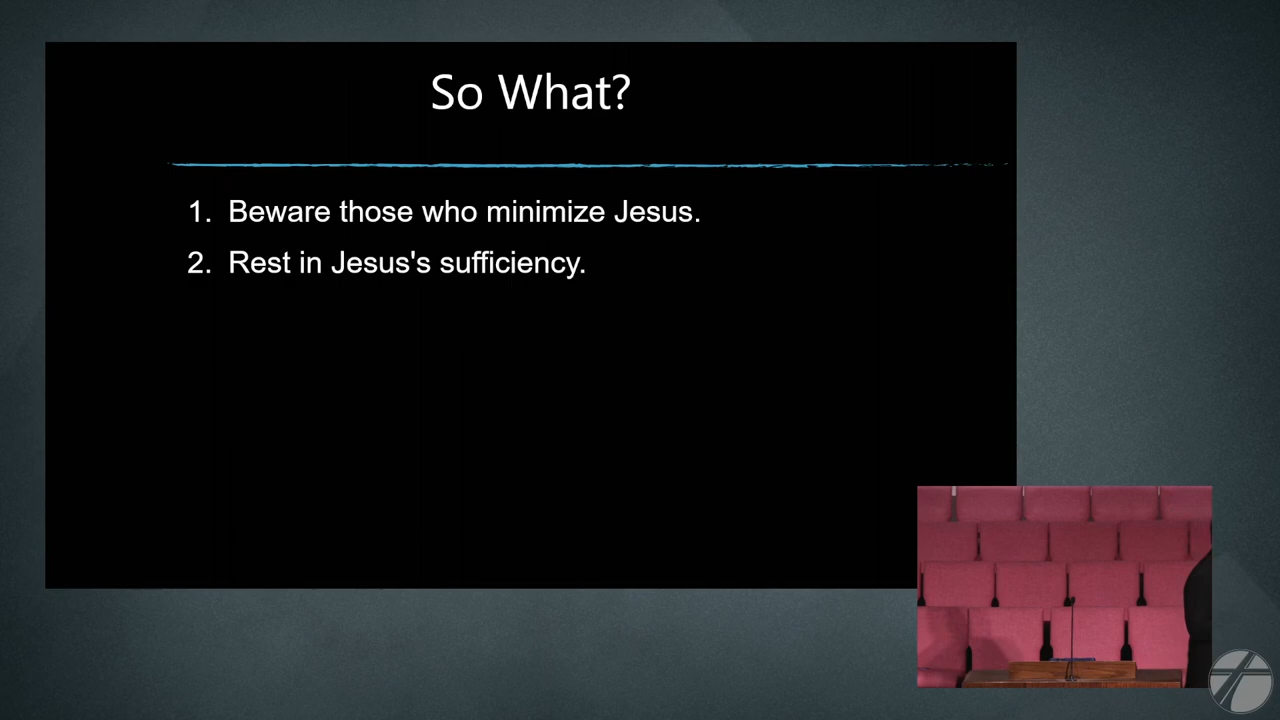 So What?
1. Beware those who minimize Jesus.
2. Rest in Jesus's sufficiency.